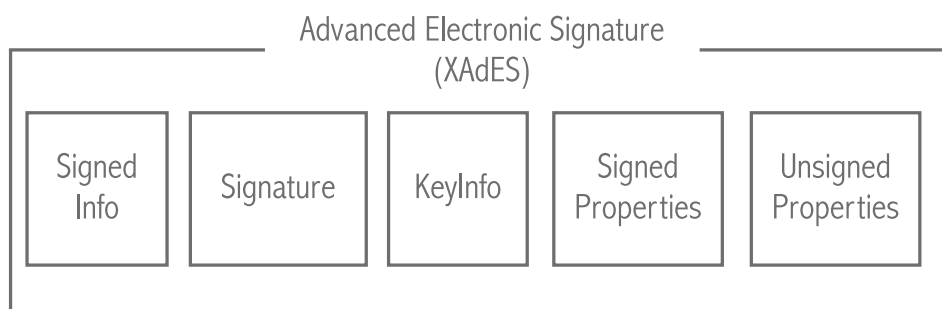 Advanced Electronic Signature
(XAdES)
Signed
Info
Signature
KeyInfo
Signed
Properties
Unsigned
Properties